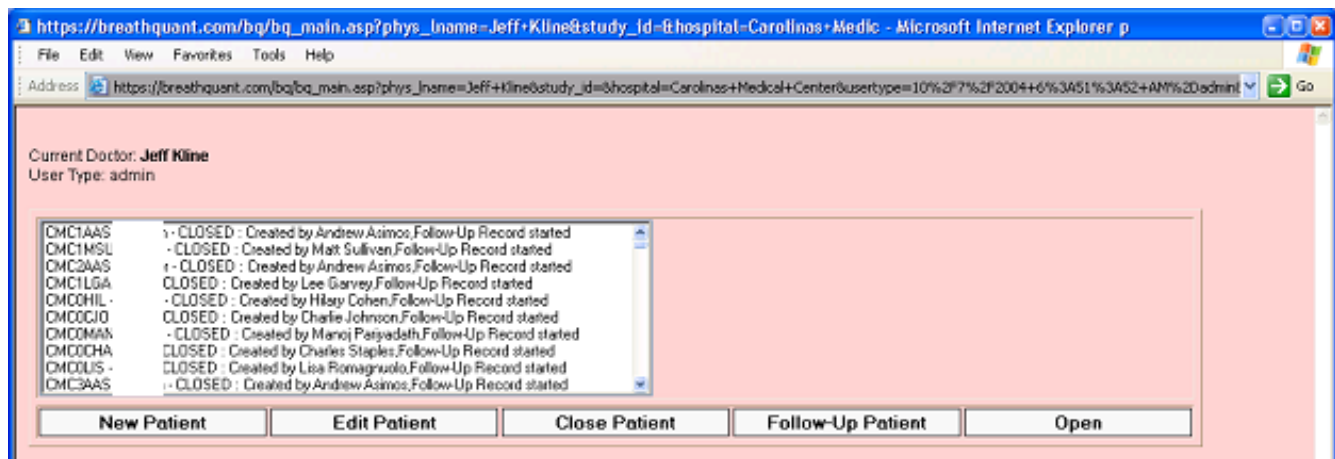 https://breathquant.com/bq/bq_main.asp?phys_lname=Jeff+Kline&study_id=&hospital=Carolinas+Medic - Microsoft Internet Explorer p
File Edit View Favorites Tools Help
Address https://breathquant.com/bq/bq_main.asp?phys_lname=Jeff+Kline&study_id=&hospital=Carolinas+Medical+Center&usertype=10%2F7%2F2004+6%3A51%3A52+AM%2Dadmint Go
Current Doctor: Jeff Kline
User Type: admin
CMC1AAS - CLOSED : Created by Andrew Asimos,Follow-Up Record started
CMC1MSU - CLOSED : Created by Matt Sullivan,Follow-Up Record started
CMC2AAS - CLOSED : Created by Andrew Asimos,Follow-Up Record started
CMC1LGA CLOSED : Created by Lee Garvey,Follow-Up Record started
CMC0HIL - - CLOSED : Created by Hilary Cohen,Follow-Up Record started
CMC0CJO CLOSED : Created by Charlie Johnson,Follow-Up Record started
CMC0MAN - CLOSED : Created by Manoj Pariyadath,Follow-Up Record started
CMC0CHA CLOSED : Created by Charles Staples,Follow-Up Record started
CMC0LIS - CLOSED : Created by Lisa Romagnuolo,Follow-Up Record started
CMC3AAS - CLOSED : Created by Andrew Asimos,Follow-Up Record started
New Patient Edit Patient Close Patient Follow-Up Patient Open